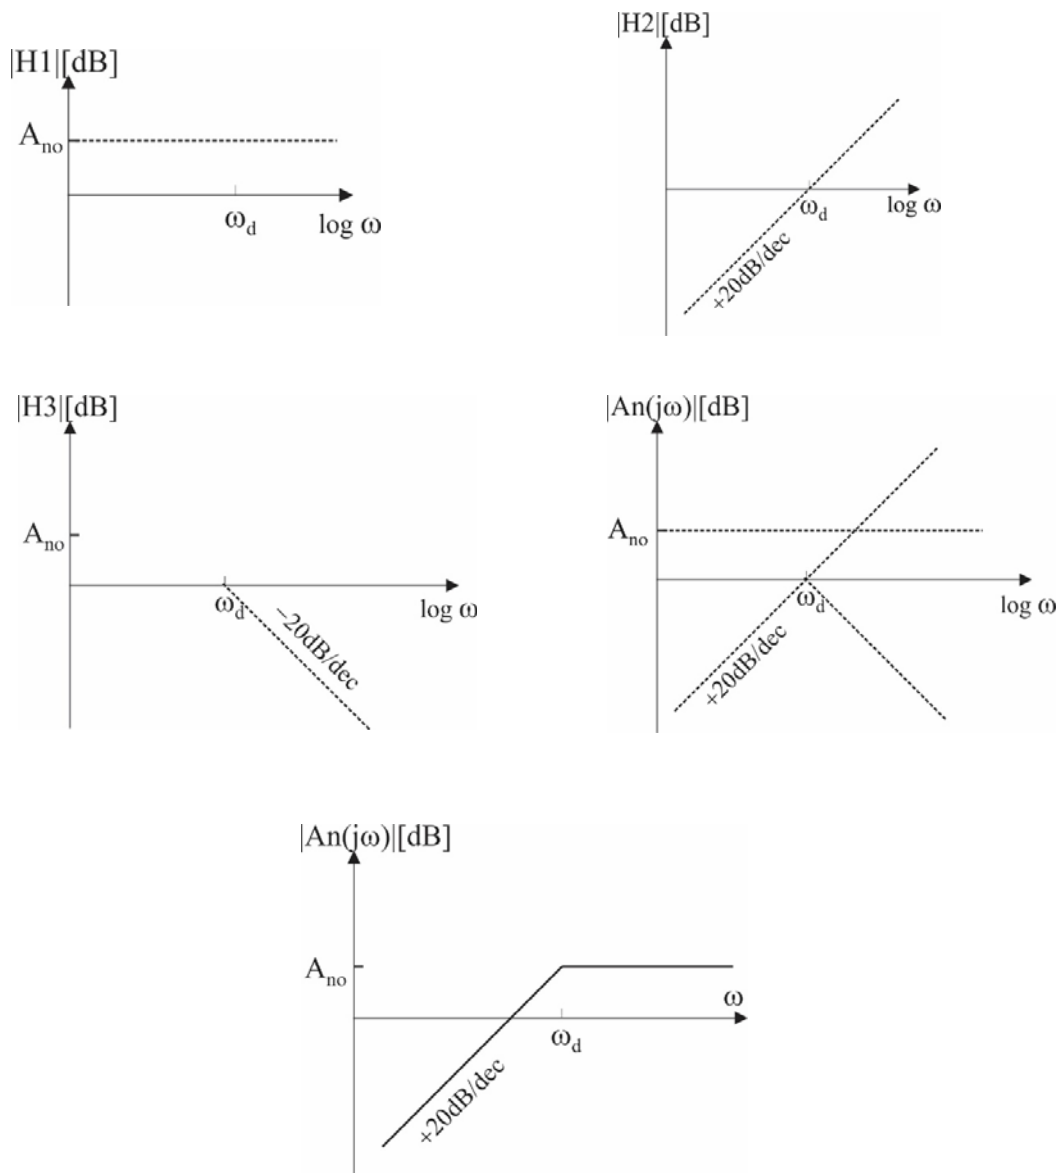 |H1|[dB]
A_no
ω_d
log ω
|H2|[dB]
ω_d
log ω
+20dB/dec
|H3|[dB]
A_no
ω_d
log ω
−20dB/dec
|An(jω)|[dB]
A_no
ω_d
log ω
+20dB/dec
|An(jω)|[dB]
A_no
ω
ω_d
+20dB/dec